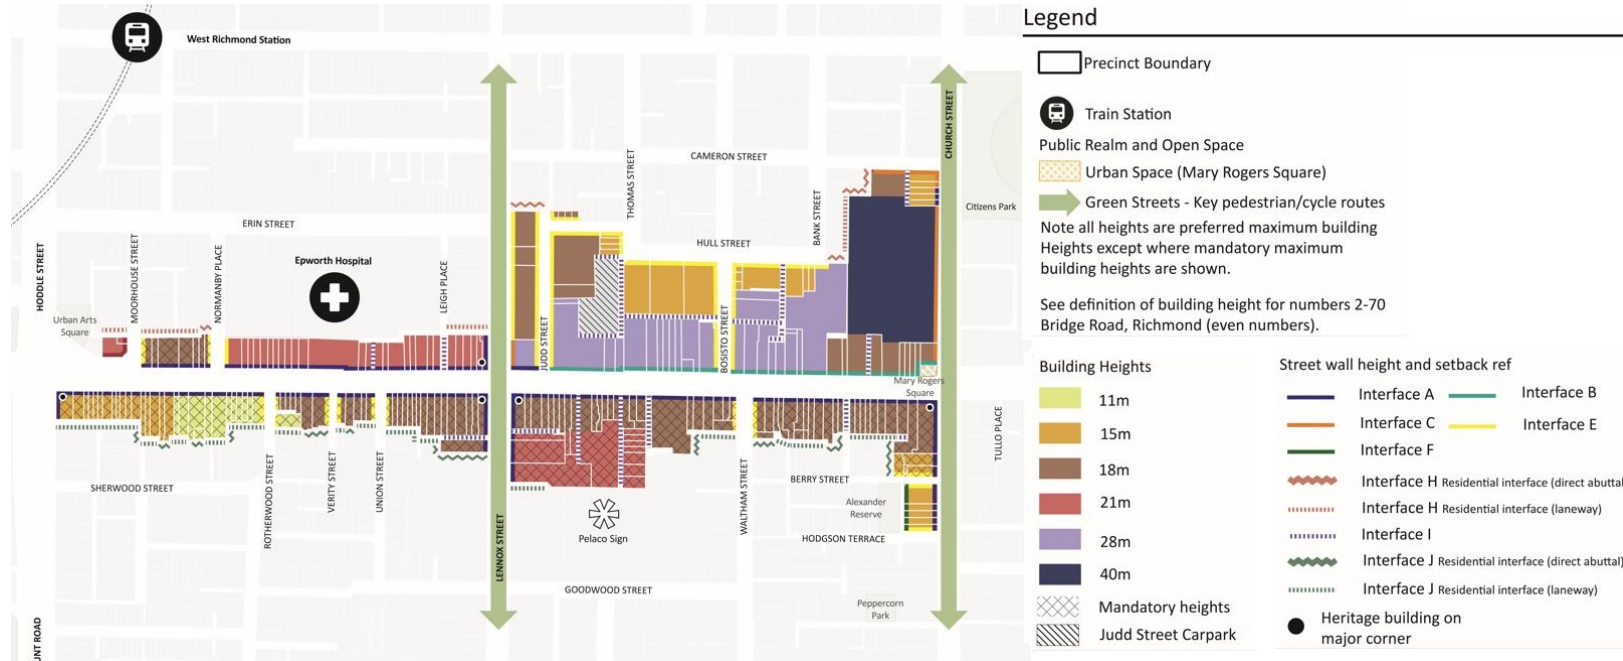 West Richmond Station
CAMERON STREET
THOMAS STREET
CHURCH STREET
Citizens Park
ERIN STREET
HULL STREET
BANK STREET
HODDLE STREET
MOORHOUSE STREET
NORMANBY PLACE
Epworth Hospital
LEIGH PLACE
Urban Arts
Square
JUDD STREET
BOSISTO STREET
Mary Rogers
Square
TULLO PLACE
SHERWOOD STREET
ROTHERWOOD STREET
VERITY STREET
UNION STREET
LENNOX STREET
Pelaco Sign
WALTHAM STREET
BERRY STREET
Alexander
Reserve
HODGSON TERRACE
GOODWOOD STREET
Peppercorn
Park
UNT ROAD
Legend
Precinct Boundary
Train Station
Public Realm and Open Space
Urban Space (Mary Rogers Square)
Green Streets - Key pedestrian/cycle routes
Note all heights are preferred maximum building
Heights except where mandatory maximum
building heights are shown.
See definition of building height for numbers 2-70
Bridge Road, Richmond (even numbers).
Building Heights
11m
15m
18m
21m
28m
40m
Mandatory heights
Judd Street Carpark
Street wall height and setback ref
Interface A
Interface B
Interface C
Interface E
Interface F
Interface H Residential interface (direct abuttal)
Interface H Residential interface (laneway)
Interface I
Interface J Residential interface (direct abuttal)
Interface J Residential interface (laneway)
Heritage building on
major corner